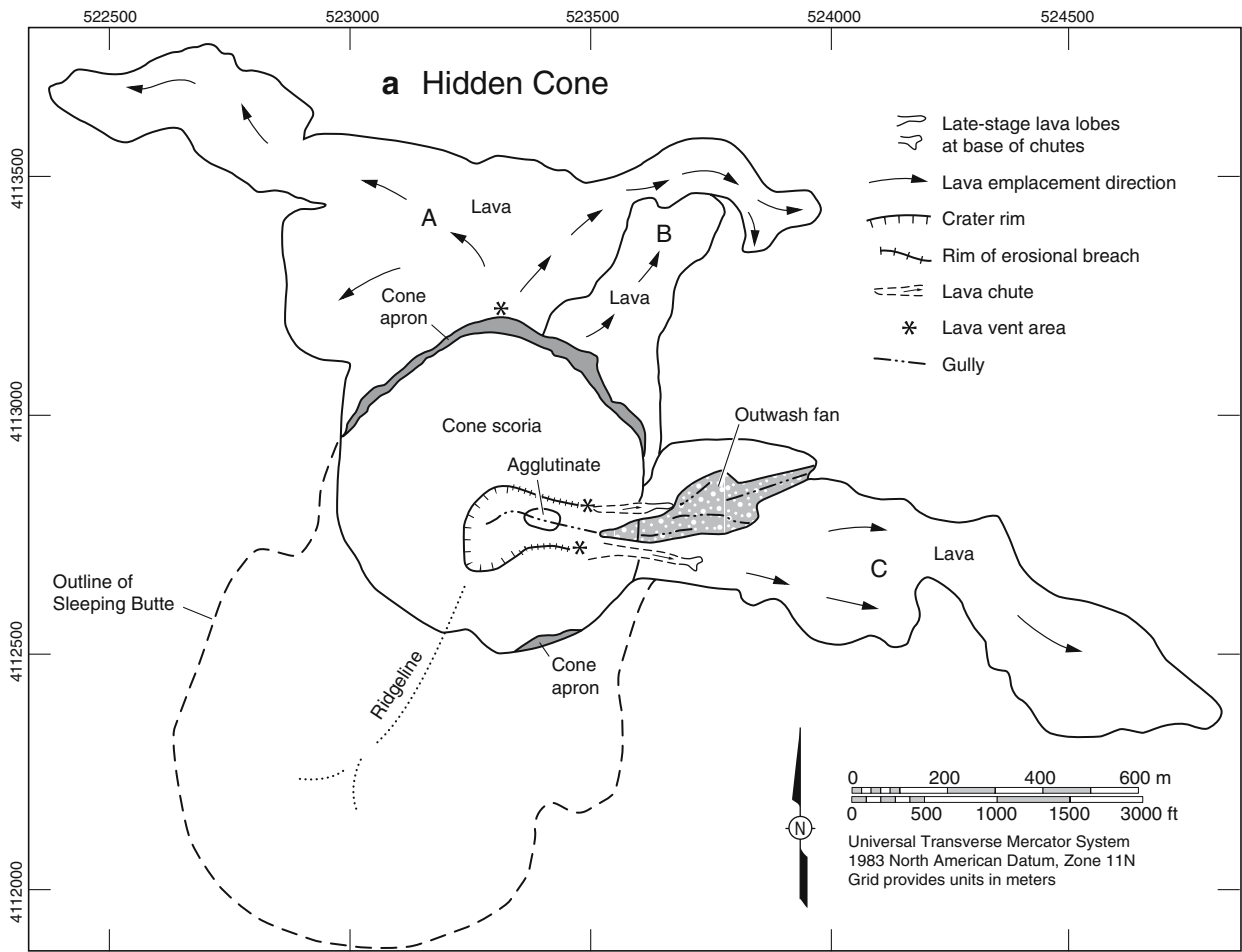 522500
523000
523500
524000
524500
a Hidden Cone
Late-stage lava lobes
at base of chutes
Lava emplacement direction
Crater rim
Rim of erosional breach
Lava chute
Lava vent area
Gully
4113500
4113000
4112500
4112000
A
Lava
B
Lava
Cone
apron
Outwash fan
Cone scoria
Agglutinate
C
Lava
Outline of
Sleeping Butte
Cone
apron
Ridgeline
0 200 400 600 m
0 500 1000 1500 3000 ft
N
Universal Transverse Mercator System
1983 North American Datum, Zone 11N
Grid provides units in meters